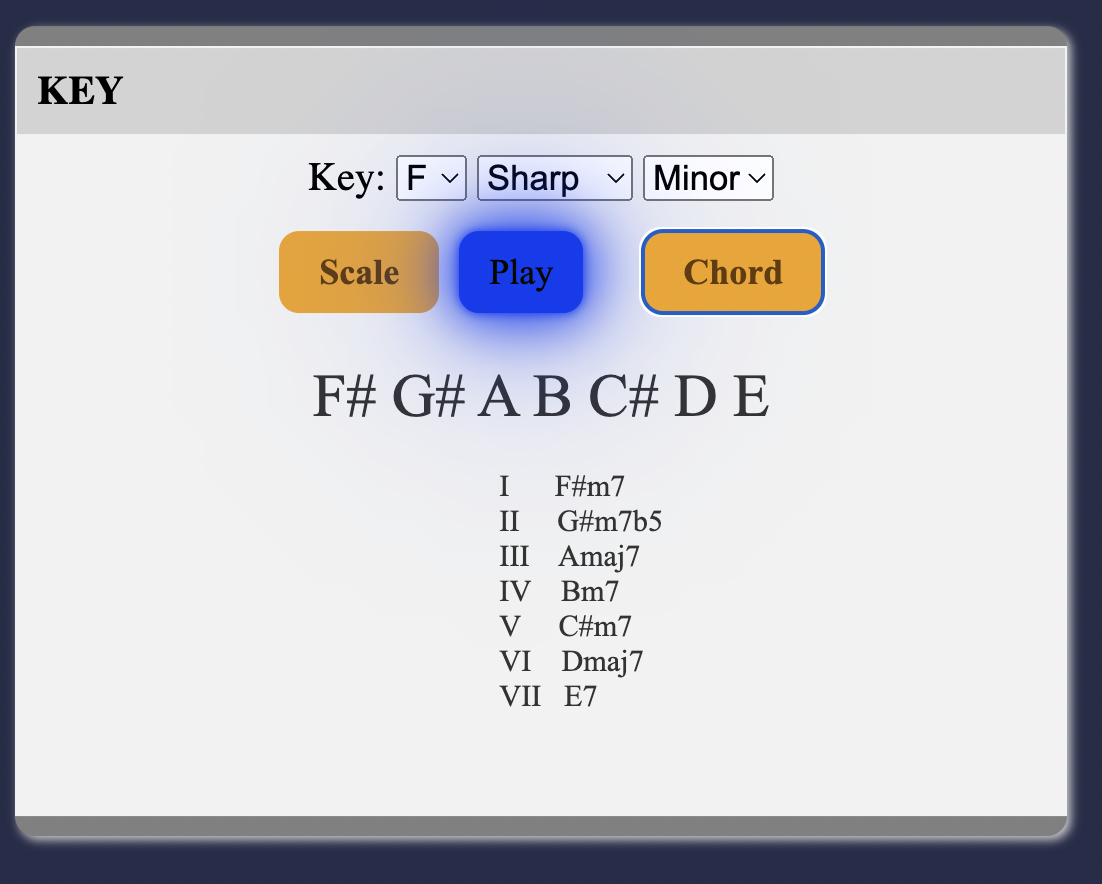 KEY
Key: F Sharp Minor
Scale Play Chord
F# G# A B C# D E
I F#m7
II G#m7b5
III Amaj7
IV Bm7
V C#m7
VI Dmaj7
VII E7